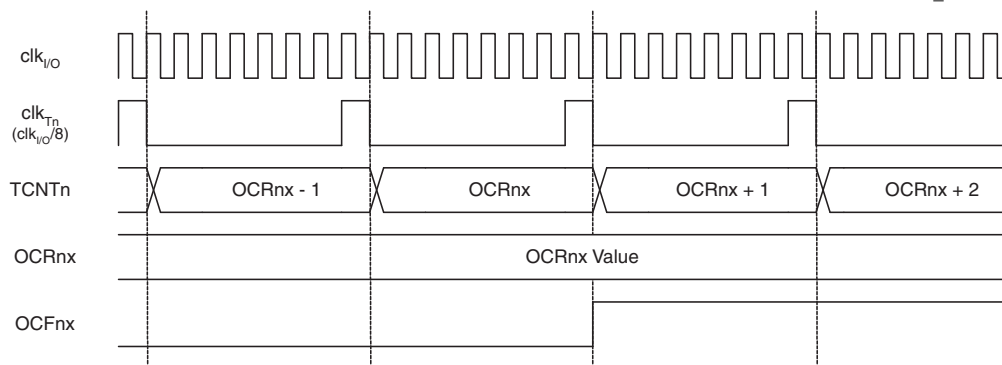 clkI/O
clkTn
(clkI/O/8)
TCNTn OCRnx - 1 OCRnx OCRnx + 1 OCRnx + 2
OCRnx OCRnx Value
OCFnx